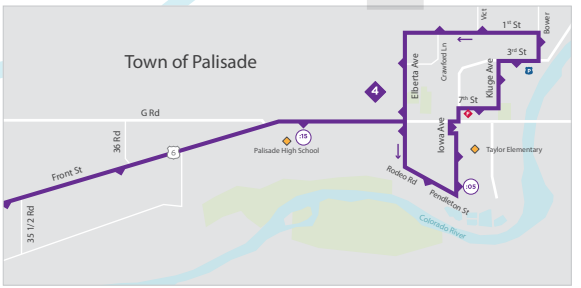 Vict
Bower
1st St
Town of Palisade
Elberta Ave
Crawford Ln
3rd St
Kluge Ave
P
4
7th St
G Rd
36 Rd
:15
Iowa Ave
6
Palisade High School
Taylor Elementary
Front St
Rodeo Rd
:05
Pendleton St
35 1/2 Rd
Colorado River